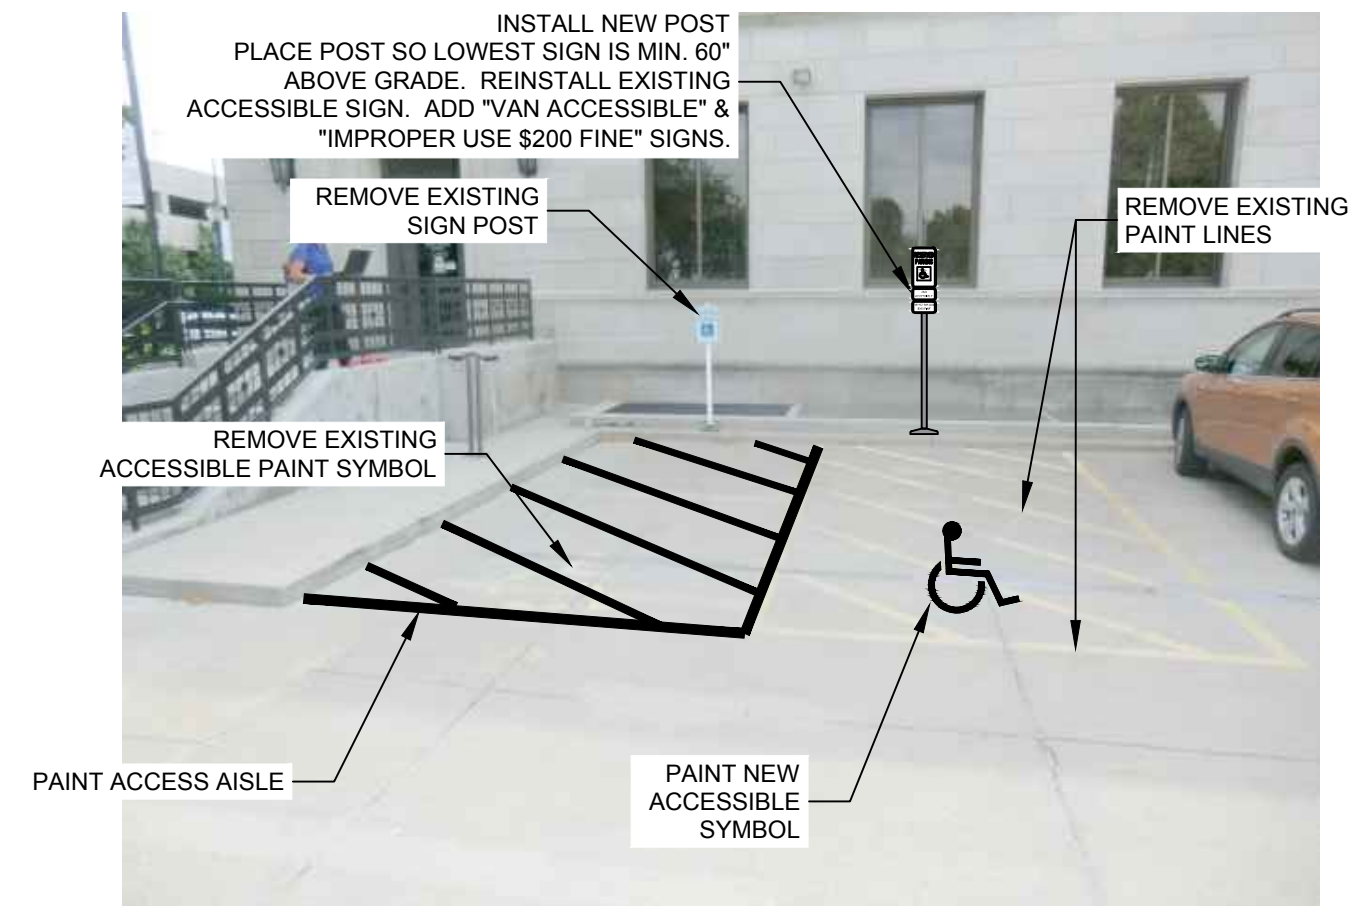 INSTALL NEW POST
PLACE POST SO LOWEST SIGN IS MIN. 60"
ABOVE GRADE. REINSTALL EXISTING
ACCESSIBLE SIGN. ADD "VAN ACCESSIBLE" &
"IMPROPER USE $200 FINE" SIGNS.
REMOVE EXISTING
SIGN POST
REMOVE EXISTING
PAINT LINES
REMOVE EXISTING
ACCESSIBLE PAINT SYMBOL
PAINT ACCESS AISLE
PAINT NEW
ACCESSIBLE
SYMBOL